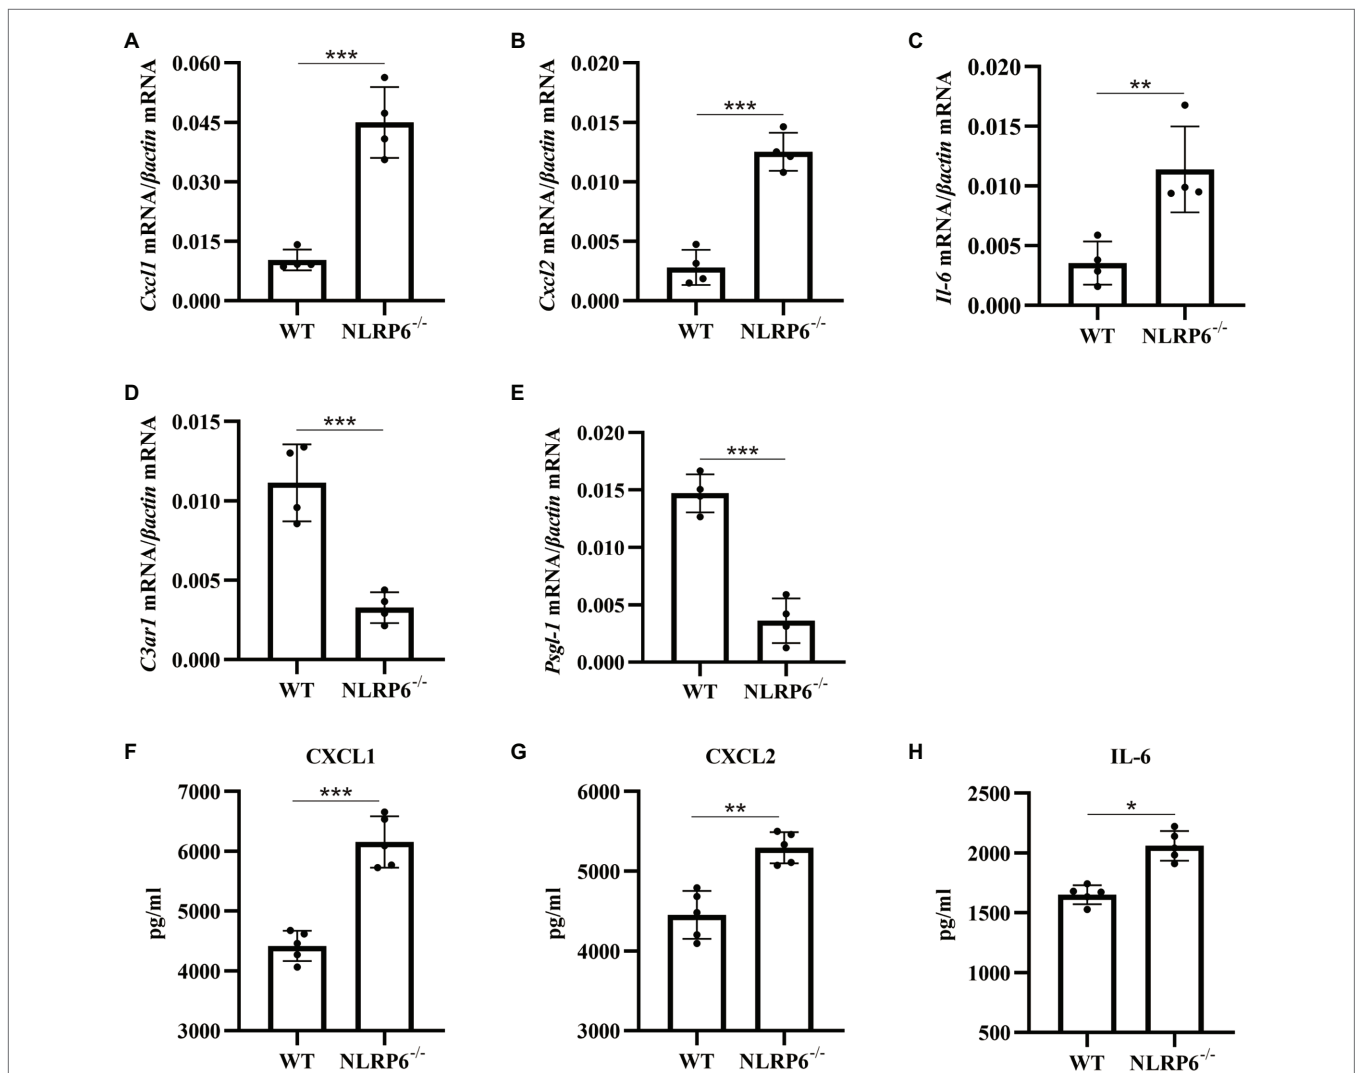 A
Cxcl1 mRNA/βactin mRNA
0.060
0.045
0.030
0.015
0.000
***
WT NLRP6-/-
B
Cxcl2 mRNA/βactin mRNA
0.020
0.015
0.010
0.005
0.000
***
WT NLRP6-/-
C
Il-6 mRNA/βactin mRNA
0.020
0.015
0.010
0.005
0.000
**
WT NLRP6-/-
D
C3ar1 mRNA/βactin mRNA
0.015
0.010
0.005
0.000
***
WT NLRP6-/-
E
Psgl-1 mRNA/βactin mRNA
0.020
0.015
0.010
0.005
0.000
***
WT NLRP6-/-
F
CXCL1
pg/ml
7000
6000
5000
4000
3000
***
WT NLRP6-/-
G
CXCL2
pg/ml
6000
5000
4000
3000
**
WT NLRP6-/-
H
IL-6
pg/ml
2500
2000
1500
1000
500
*
WT NLRP6-/-